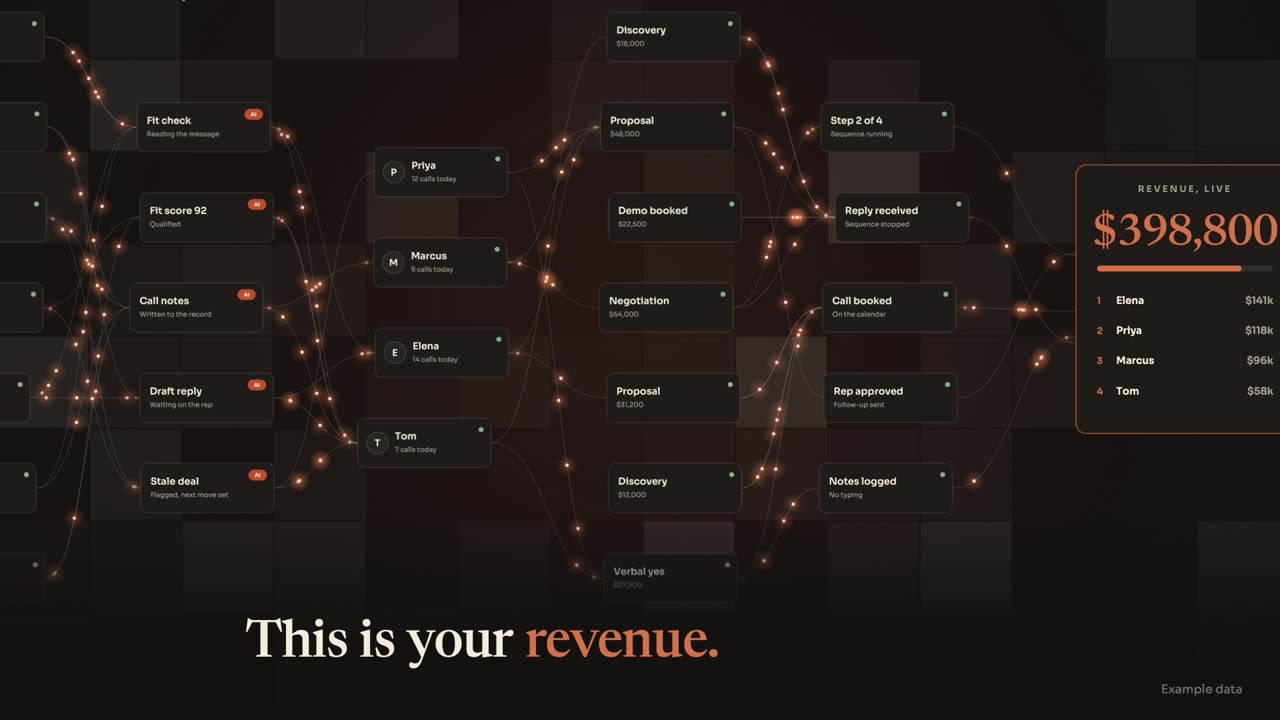 Fit check
AI
Reading the message
Fit score 92
AI
Qualified
Call notes
AI
Written to the record
Draft reply
AI
Waiting on the rep
Stale deal
AI
Flagged, next move set
P
Priya
12 calls today
M
Marcus
9 calls today
E
Elena
14 calls today
T
Tom
7 calls today
Discovery
$18,000
Proposal
$48,000
Demo booked
$22,500
Negotiation
$64,000
Proposal
$31,200
Discovery
$12,000
Verbal yes
$27,900
Step 2 of 4
Sequence running
Reply received
Sequence stopped
Call booked
On the calendar
Rep approved
Follow-up sent
Notes logged
No typing
REVENUE, LIVE
$398,800
1 Elena $141k
2 Priya $118k
3 Marcus $96k
4 Tom $58k
This is your revenue.
Example data